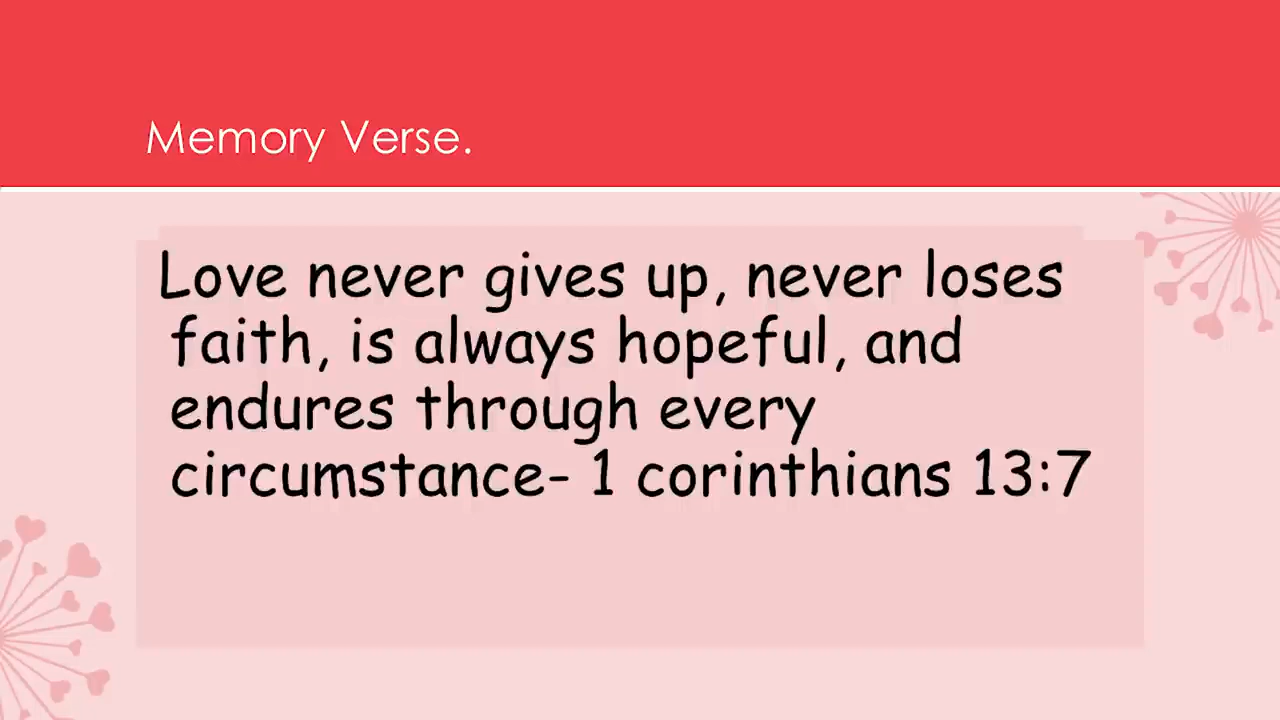 Memory Verse.
Love never gives up, never loses
faith, is always hopeful, and
endures through every
circumstance- 1 corinthians 13:7